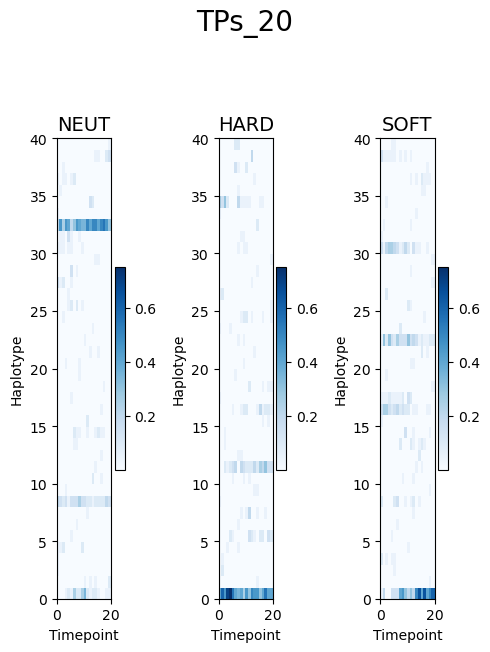 TPs_20
NEUT HARD SOFT
40 40 40
35 35 35
30 30 30
25 25 25
20 20 20
15 15 15
10 10 10
5 5 5
0 0 0
0.6 0.6 0.6
0.4 0.4 0.4
0.2 0.2 0.2
Haplotype Haplotype Haplotype
0 20 0 20 0 20
Timepoint Timepoint Timepoint